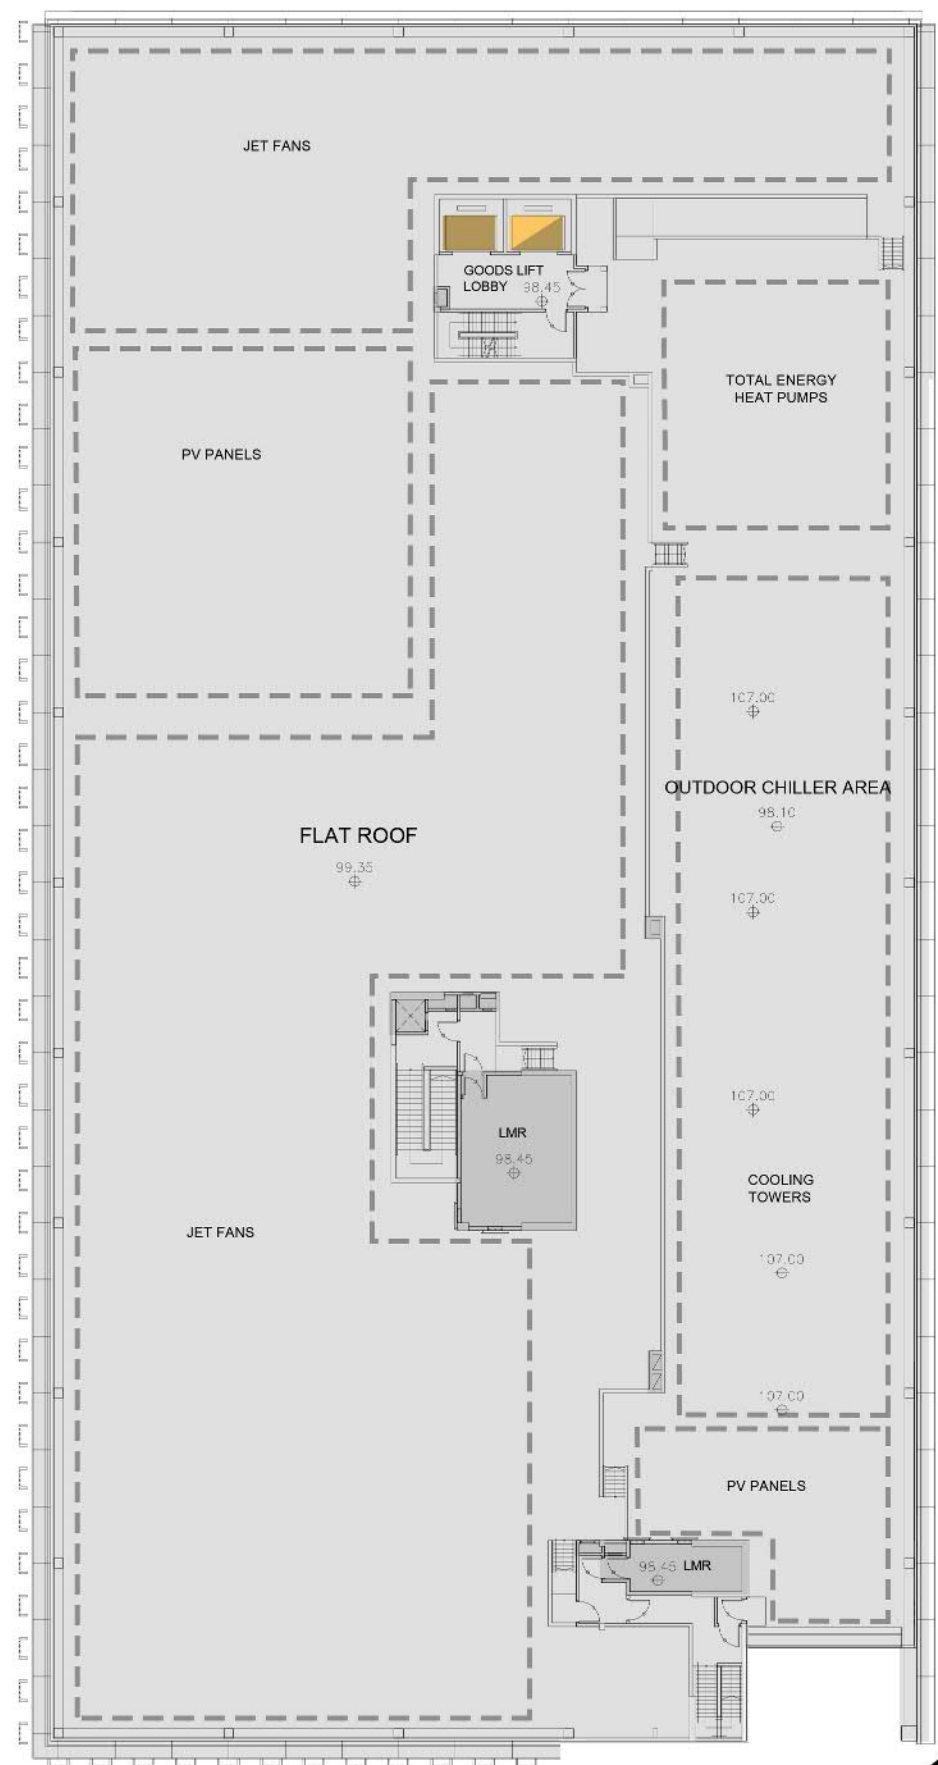 JET FANS
GOODS LIFT
LOBBY 98.45
TOTAL ENERGY
HEAT PUMPS
PV PANELS
107.00
OUTDOOR CHILLER AREA
98.10
FLAT ROOF
99.35
107.00
107.00
LMR
98.45
COOLING
TOWERS
JET FANS
107.00
107.00
PV PANELS
98.45 LMR